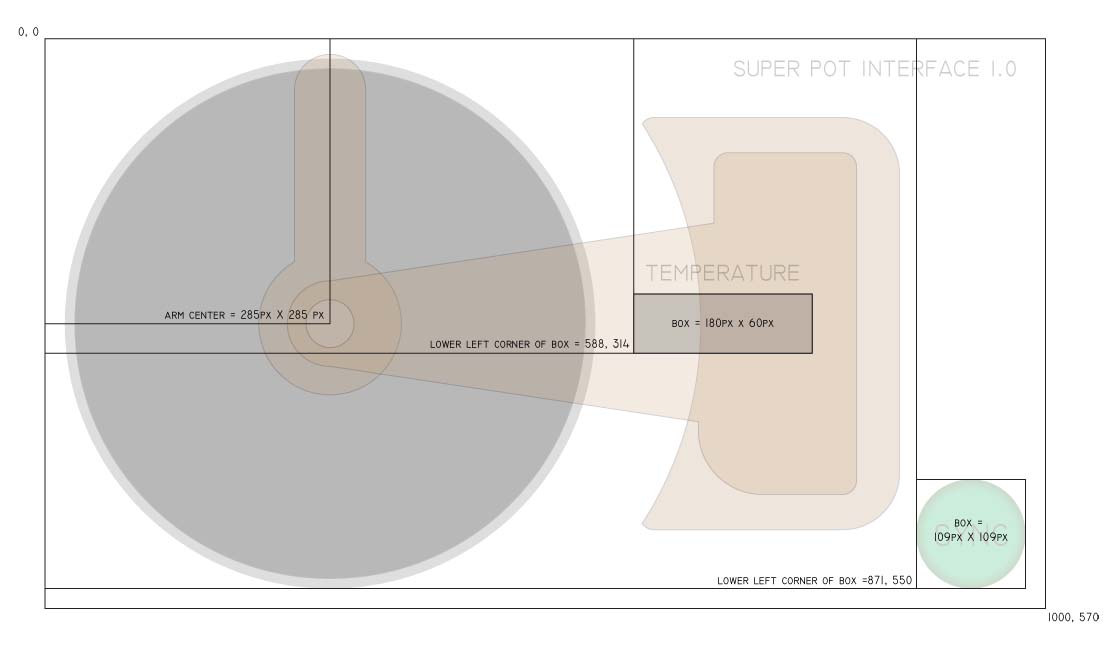 0, 0
SUPER POT INTERFACE 1.0
TEMPERATURE
ARM CENTER = 285PX X 285 PX
BOX = 180PX X 60PX
LOWER LEFT CORNER OF BOX = 588, 314
SYNC
BOX =
109PX X 109PX
LOWER LEFT CORNER OF BOX =871, 550
1000, 570